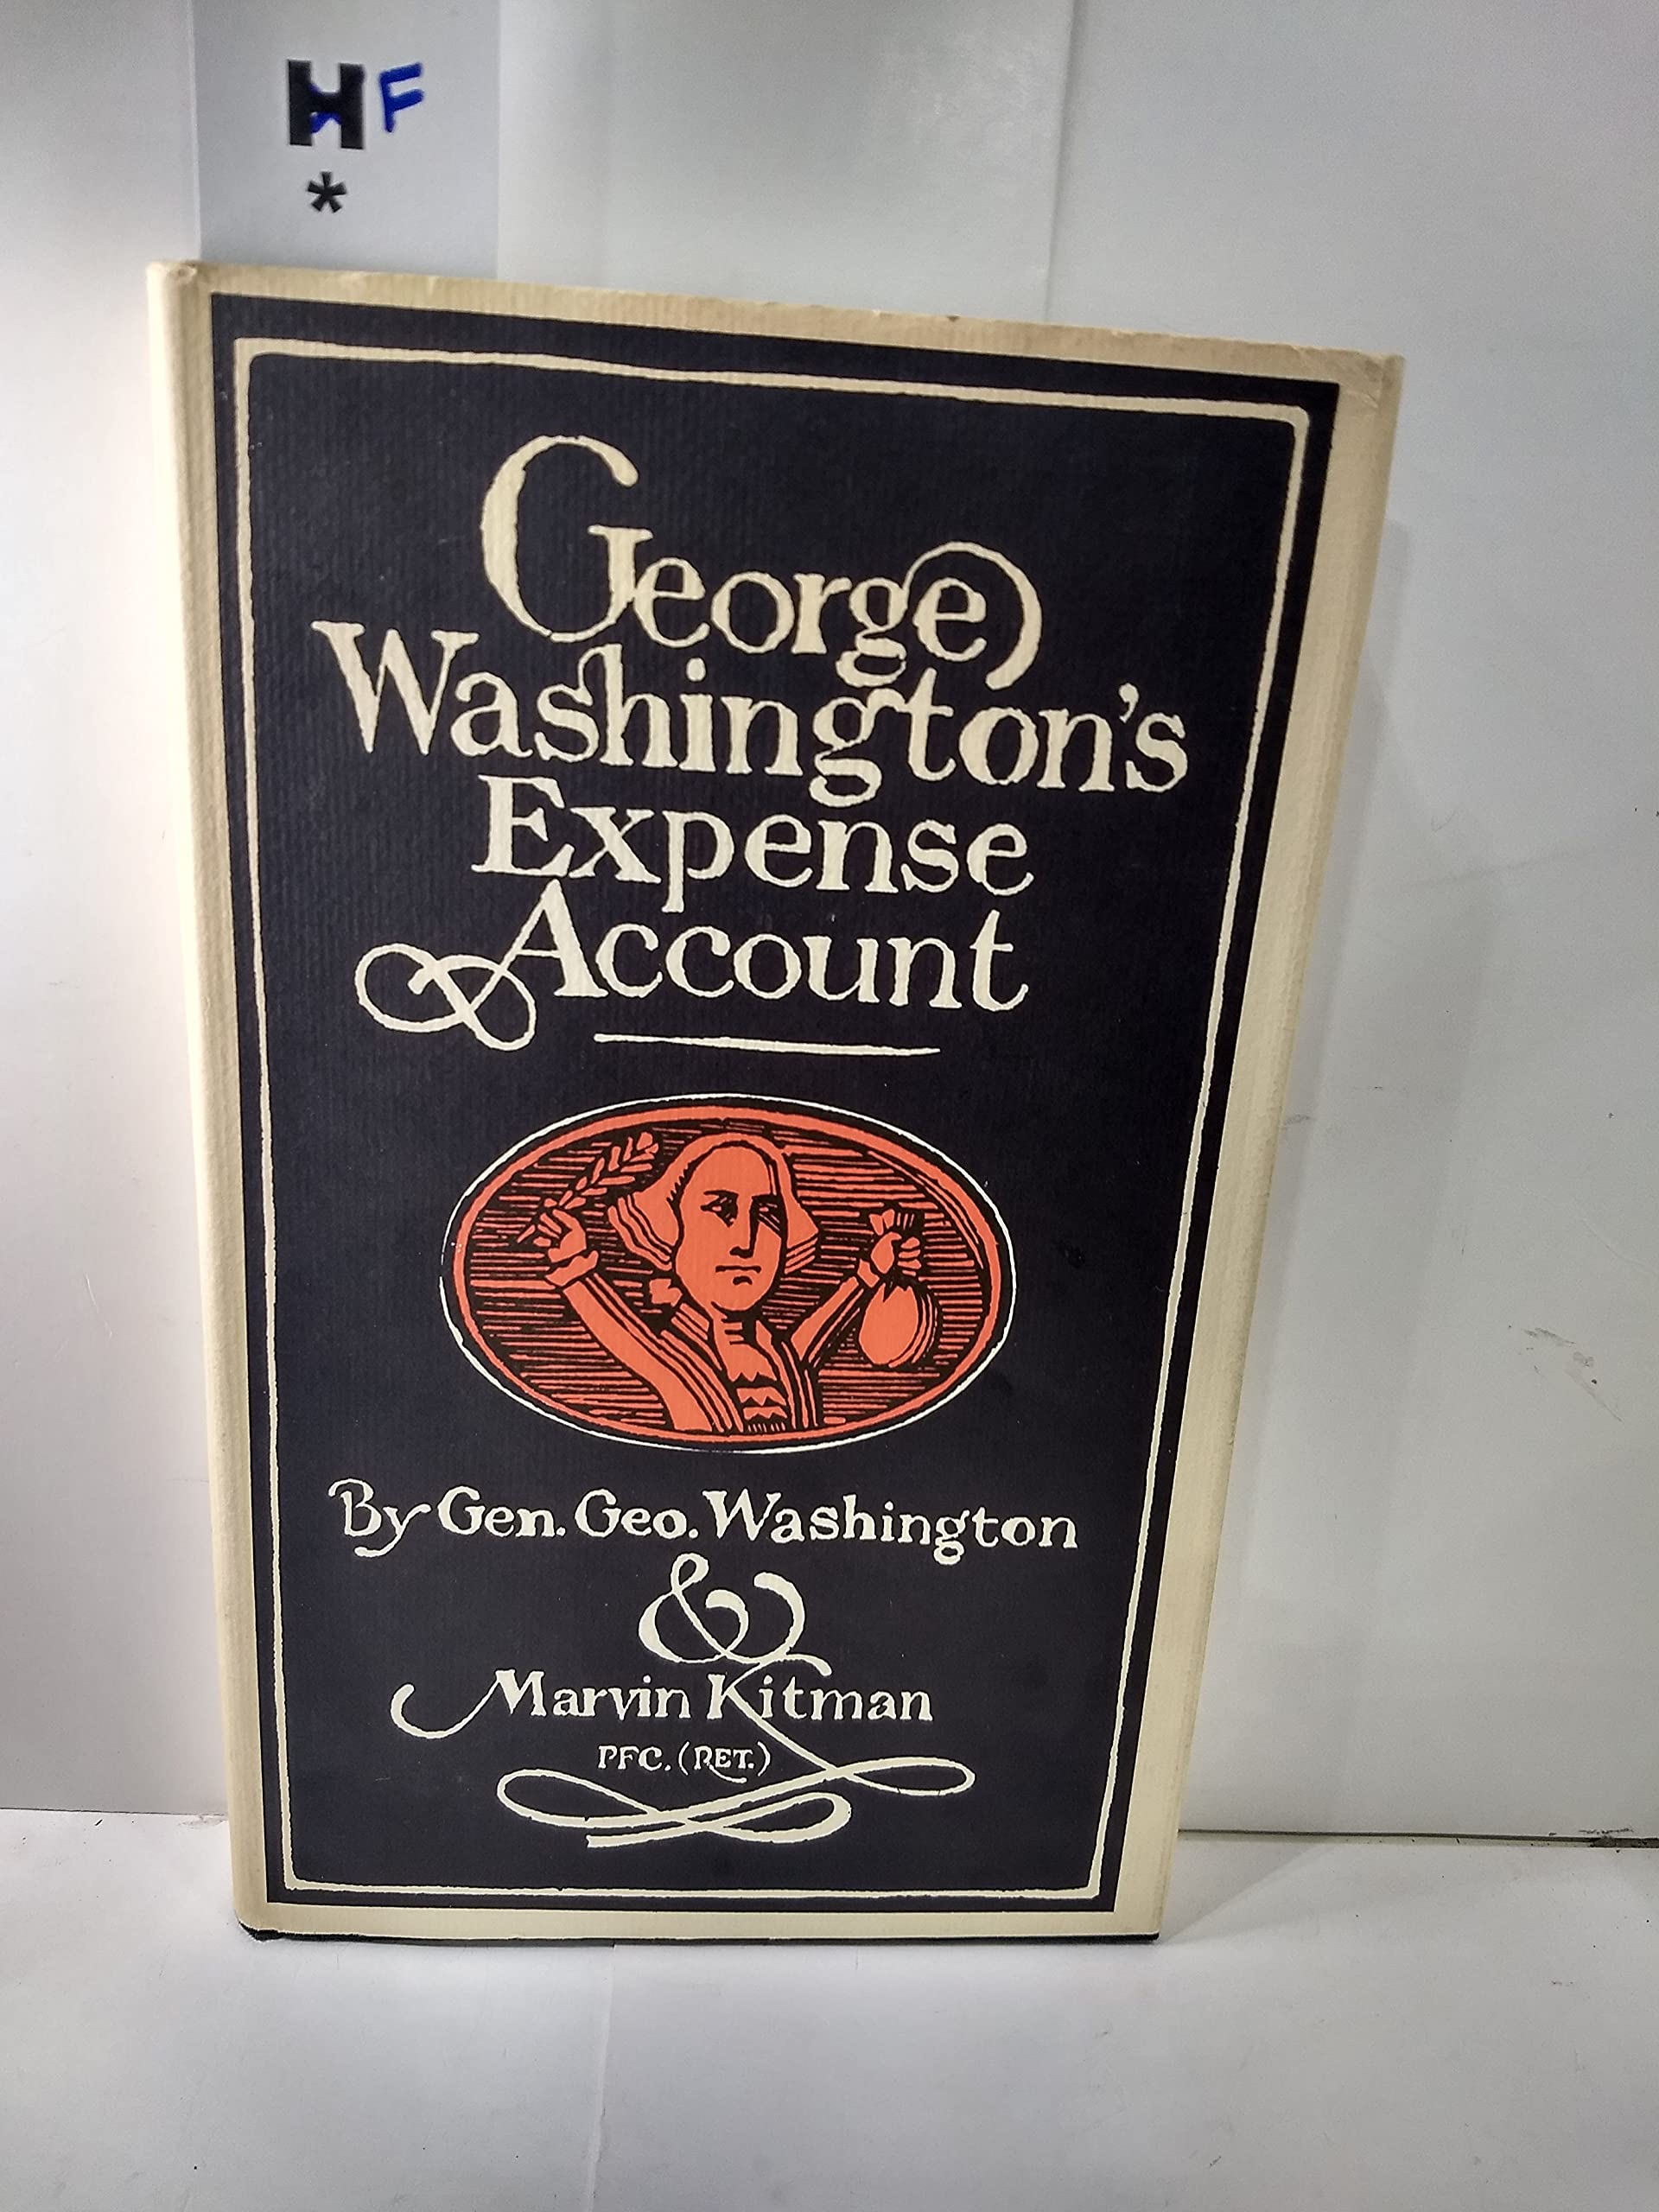 HF
*
George
Washington's
Expense
Account
By Gen. Geo. Washington
&
Marvin Kitman
PFC. (RET.)